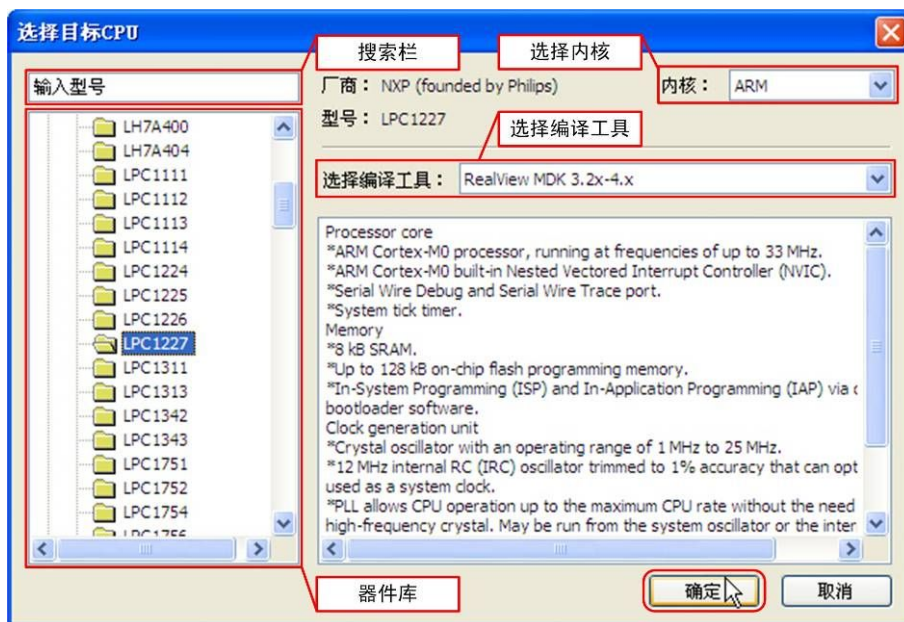 选择目标CPU
搜索栏
选择内核
输入型号
厂商： NXP (founded by Philips)
内核： ARM
型号： LPC1227
选择编译工具
选择编译工具： RealView MDK 3.2x-4.x
LH7A400
LH7A404
LPC1111
LPC1112
LPC1113
LPC1114
LPC1224
LPC1225
LPC1226
LPC1227
LPC1311
LPC1313
LPC1342
LPC1343
LPC1751
LPC1752
LPC1754
LPC1756
Processor core
*ARM Cortex-M0 processor, running at frequencies of up to 33 MHz.
*ARM Cortex-M0 built-in Nested Vectored Interrupt Controller (NVIC).
*Serial Wire Debug and Serial Wire Trace port.
*System tick timer.
Memory
*8 kB SRAM.
*Up to 128 kB on-chip flash programming memory.
*In-System Programming (ISP) and In-Application Programming (IAP) via
bootloader software.
Clock generation unit
*Crystal oscillator with an operating range of 1 MHz to 25 MHz.
*12 MHz internal RC (IRC) oscillator trimmed to 1% accuracy that can opt
used as a system clock.
*PLL allows CPU operation up to the maximum CPU rate without the need
high-frequency crystal. May be run from the system oscillator or the inter
器件库
确定
取消